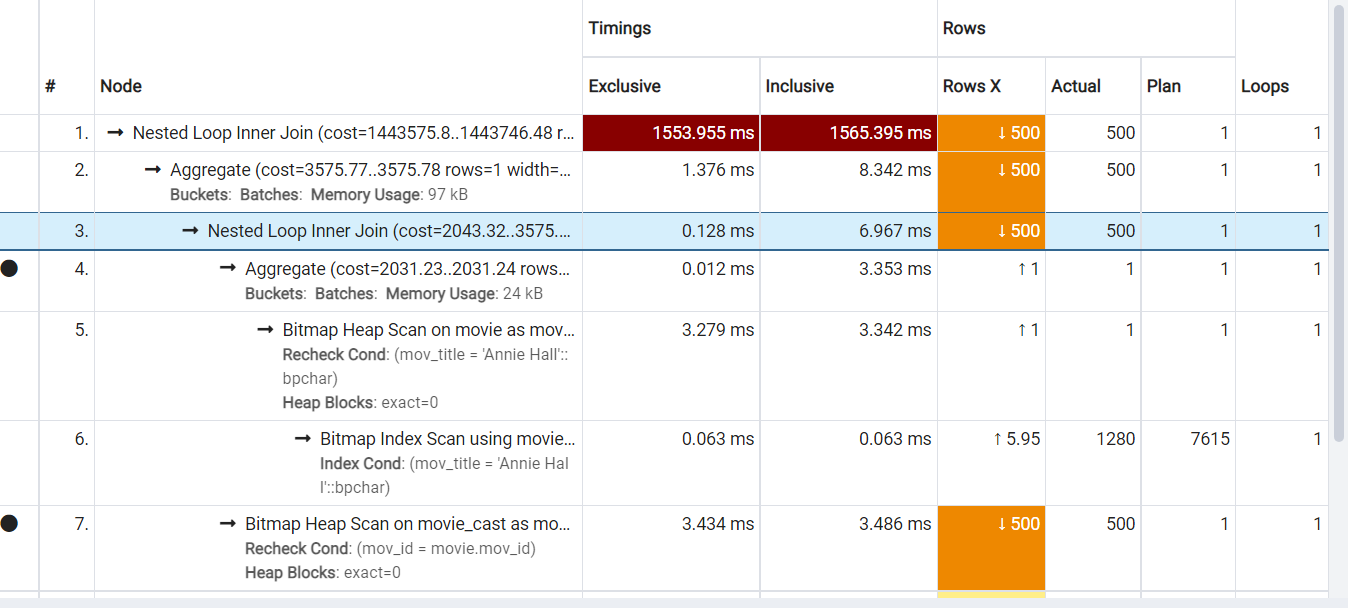 Timings Rows
# Node Exclusive Inclusive Rows X Actual Plan Loops
1. → Nested Loop Inner Join (cost=1443575.8..1443746.48 r... 1553.955 ms 1565.395 ms ↓ 500 500 1 1
2. → Aggregate (cost=3575.77..3575.78 rows=1 width=... 1.376 ms 8.342 ms ↓ 500 500 1 1
Buckets: Batches: Memory Usage: 97 kB
3. → Nested Loop Inner Join (cost=2043.32..3575.... 0.128 ms 6.967 ms ↓ 500 500 1 1
4. → Aggregate (cost=2031.23..2031.24 rows... 0.012 ms 3.353 ms ↑ 1 1 1 1
Buckets: Batches: Memory Usage: 24 kB
5. → Bitmap Heap Scan on movie as mov... 3.279 ms 3.342 ms ↑ 1 1 1 1
Recheck Cond: (mov_title = 'Annie Hall'::
bpchar)
Heap Blocks: exact=0
6. → Bitmap Index Scan using movie... 0.063 ms 0.063 ms ↑ 5.95 1280 7615 1
Index Cond: (mov_title = 'Annie Hal
l'::bpchar)
7. → Bitmap Heap Scan on movie_cast as mo... 3.434 ms 3.486 ms ↓ 500 500 1 1
Recheck Cond: (mov_id = movie.mov_id)
Heap Blocks: exact=0